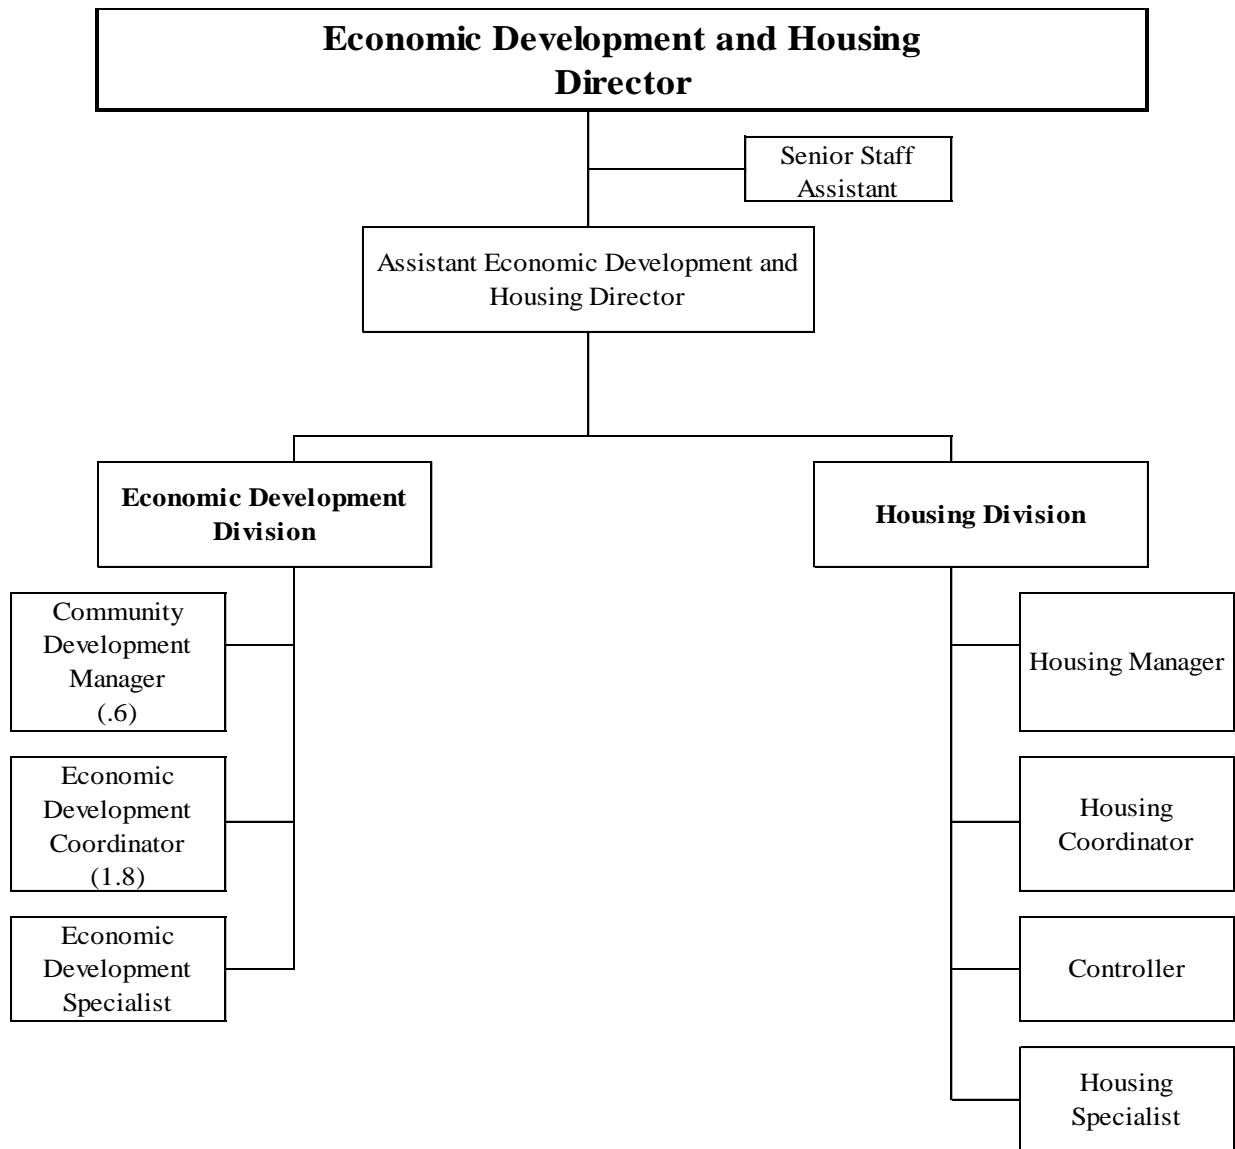 Economic Development and Housing
Director
Senior Staff
Assistant
Assistant Economic Development and
Housing Director
Economic Development
Division
Housing Division
Community
Development
Manager
(.6)
Economic
Development
Coordinator
(1.8)
Economic
Development
Specialist
Housing Manager
Housing
Coordinator
Controller
Housing
Specialist